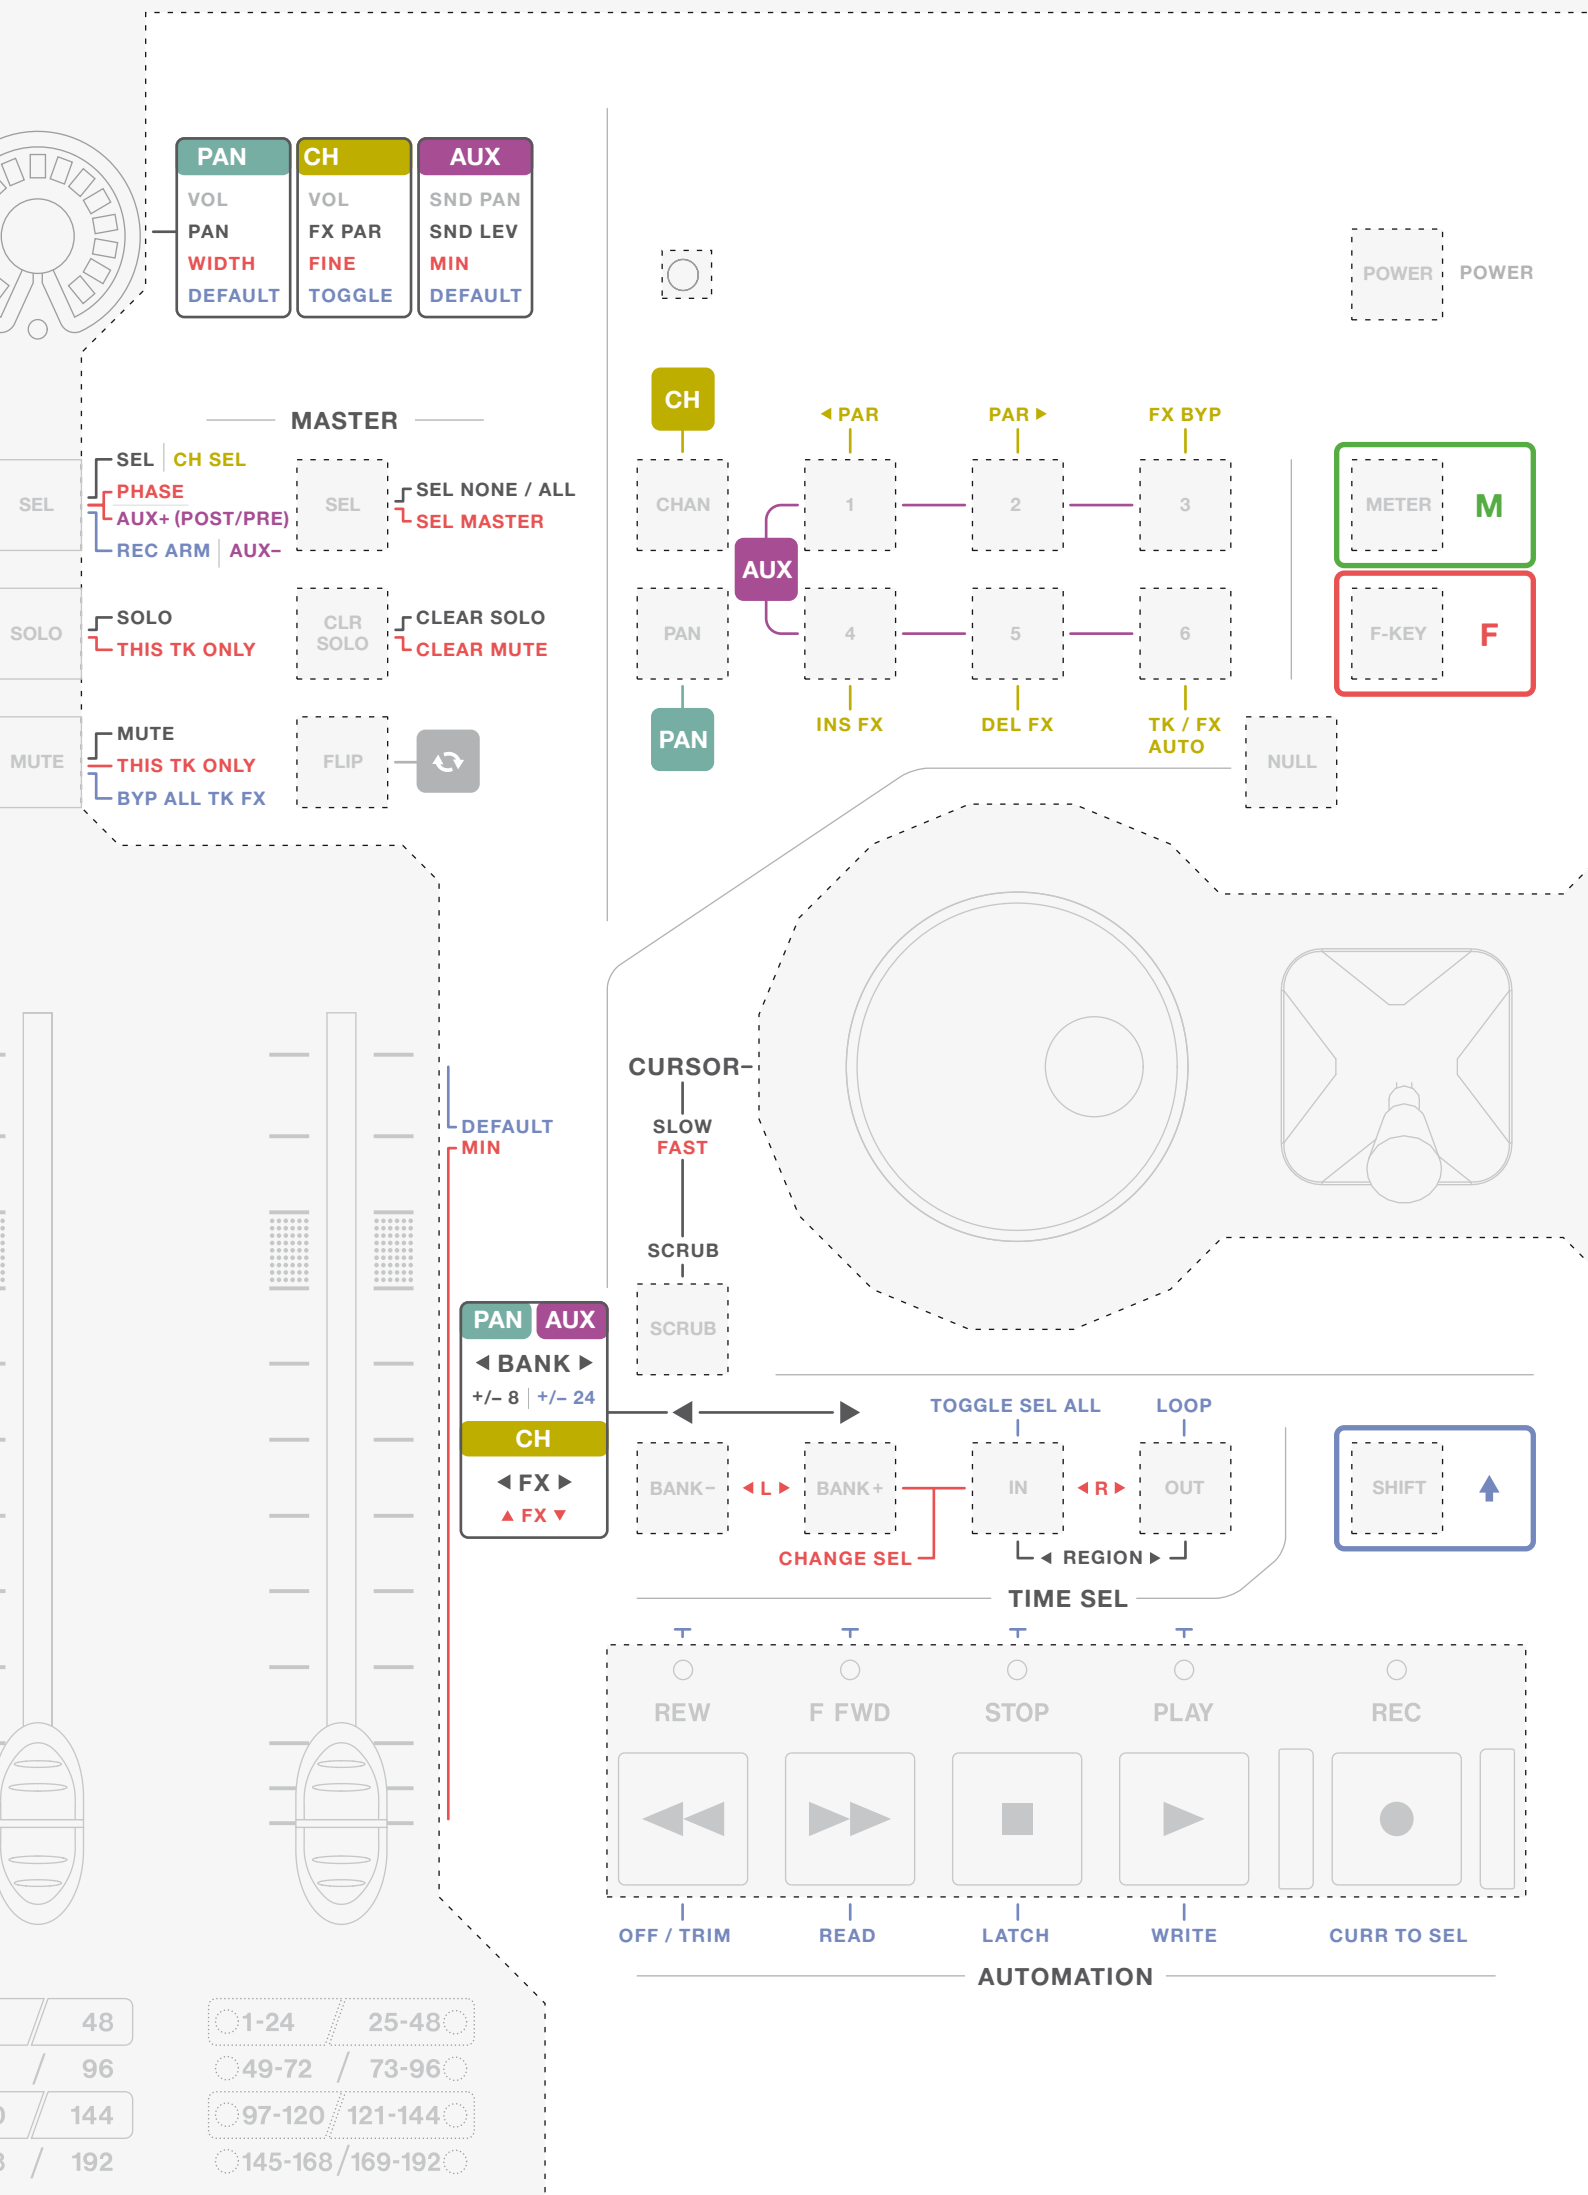 PAN CH AUX
VOL VOL SND PAN
PAN FX PAR SND LEV
WIDTH FINE MIN
DEFAULT TOGGLE DEFAULT
POWER POWER
CH
◀ PAR PAR ▶ FX BYP
MASTER
SEL | CH SEL
PHASE
AUX+ (POST/PRE)
REC ARM | AUX–
SEL
SEL
SEL NONE / ALL
SEL MASTER
CHAN 1 2 3
METER M
AUX
SOLO
SOLO
THIS TK ONLY
CLR
SOLO
CLEAR SOLO
CLEAR MUTE
PAN 4 5 6
F-KEY F
PAN
INS FX DEL FX TK / FX
AUTO
MUTE
MUTE
THIS TK ONLY
BYP ALL TK FX
FLIP
NULL
CURSOR–
SLOW
FAST
DEFAULT
MIN
SCRUB
SCRUB
PAN AUX
◀ BANK ▶
+/– 8 | +/– 24
CH
◀ FX ▶
▲ FX ▼
TOGGLE SEL ALL LOOP
BANK– ◀ L ▶ BANK+ IN ◀ R ▶ OUT
SHIFT
CHANGE SEL
◀ REGION ▶
TIME SEL
REW F FWD STOP PLAY REC
OFF / TRIM READ LATCH WRITE CURR TO SEL
AUTOMATION
/ 48 1-24 / 25-48
/ 96 49-72 / 73-96
/ 144 97-120 / 121-144
/ 192 145-168 / 169-192